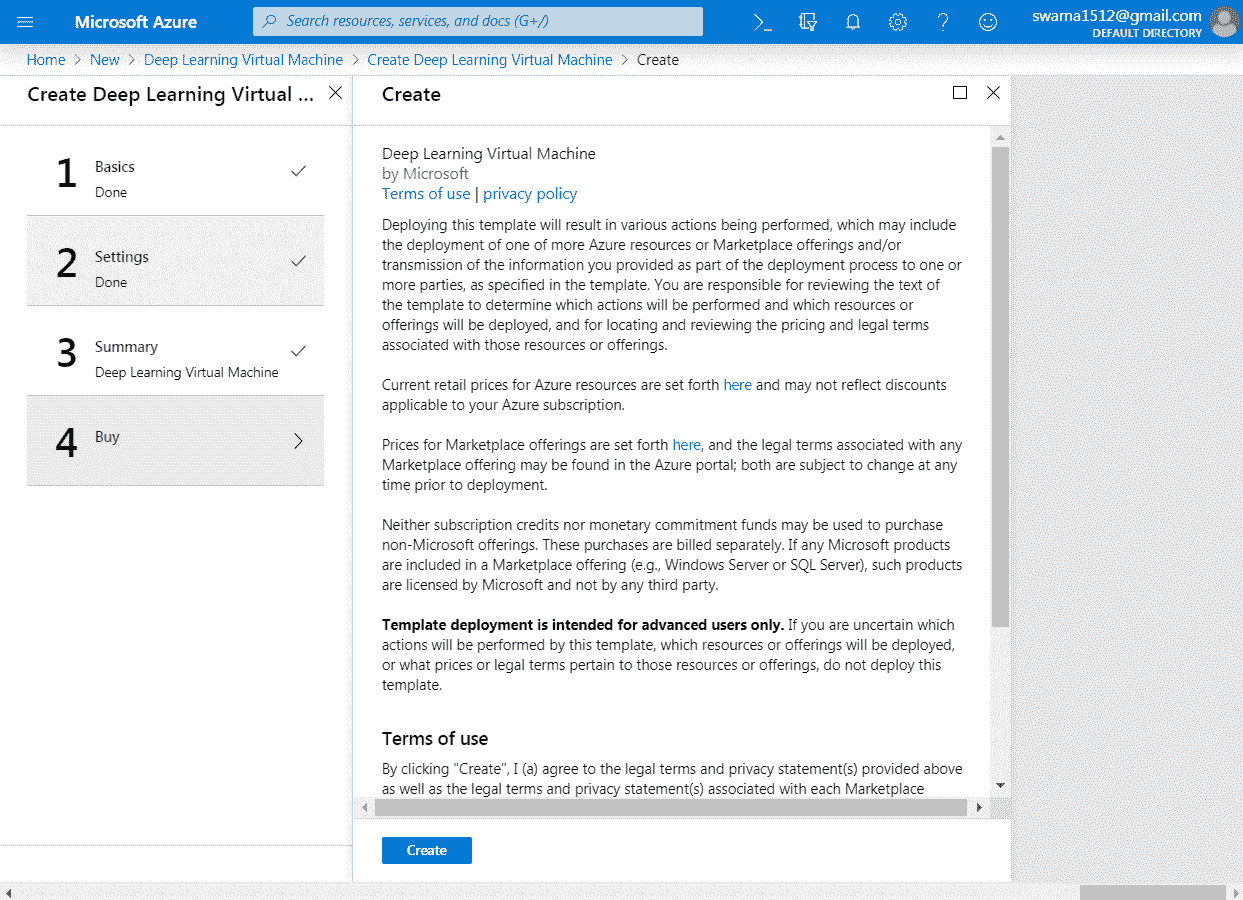 Microsoft Azure
Search resources, services, and docs (G+/)
swarna1512@gmail.com
DEFAULT DIRECTORY
Home > New > Deep Learning Virtual Machine > Create Deep Learning Virtual Machine > Create
Create Deep Learning Virtual ...
1 Basics
Done
2 Settings
Done
3 Summary
Deep Learning Virtual Machine
4 Buy
Create
Deep Learning Virtual Machine
by Microsoft
Terms of use | privacy policy
Deploying this template will result in various actions being performed, which may include
the deployment of one of more Azure resources or Marketplace offerings and/or
transmission of the information you provided as part of the deployment process to one or
more parties, as specified in the template. You are responsible for reviewing the text of
the template to determine which actions will be performed and which resources or
offerings will be deployed, and for locating and reviewing the pricing and legal terms
associated with those resources or offerings.
Current retail prices for Azure resources are set forth here and may not reflect discounts
applicable to your Azure subscription.
Prices for Marketplace offerings are set forth here, and the legal terms associated with any
Marketplace offering may be found in the Azure portal; both are subject to change at any
time prior to deployment.
Neither subscription credits nor monetary commitment funds may be used to purchase
non-Microsoft offerings. These purchases are billed separately. If any Microsoft products
are included in a Marketplace offering (e.g., Windows Server or SQL Server), such products
are licensed by Microsoft and not by any third party.
Template deployment is intended for advanced users only. If you are uncertain which
actions will be performed by this template, which resources or offerings will be deployed,
or what prices or legal terms pertain to those resources or offerings, do not deploy this
template.
Terms of use
By clicking "Create", I (a) agree to the legal terms and privacy statement(s) provided above
as well as the legal terms and privacy statement(s) associated with each Marketplace
Create